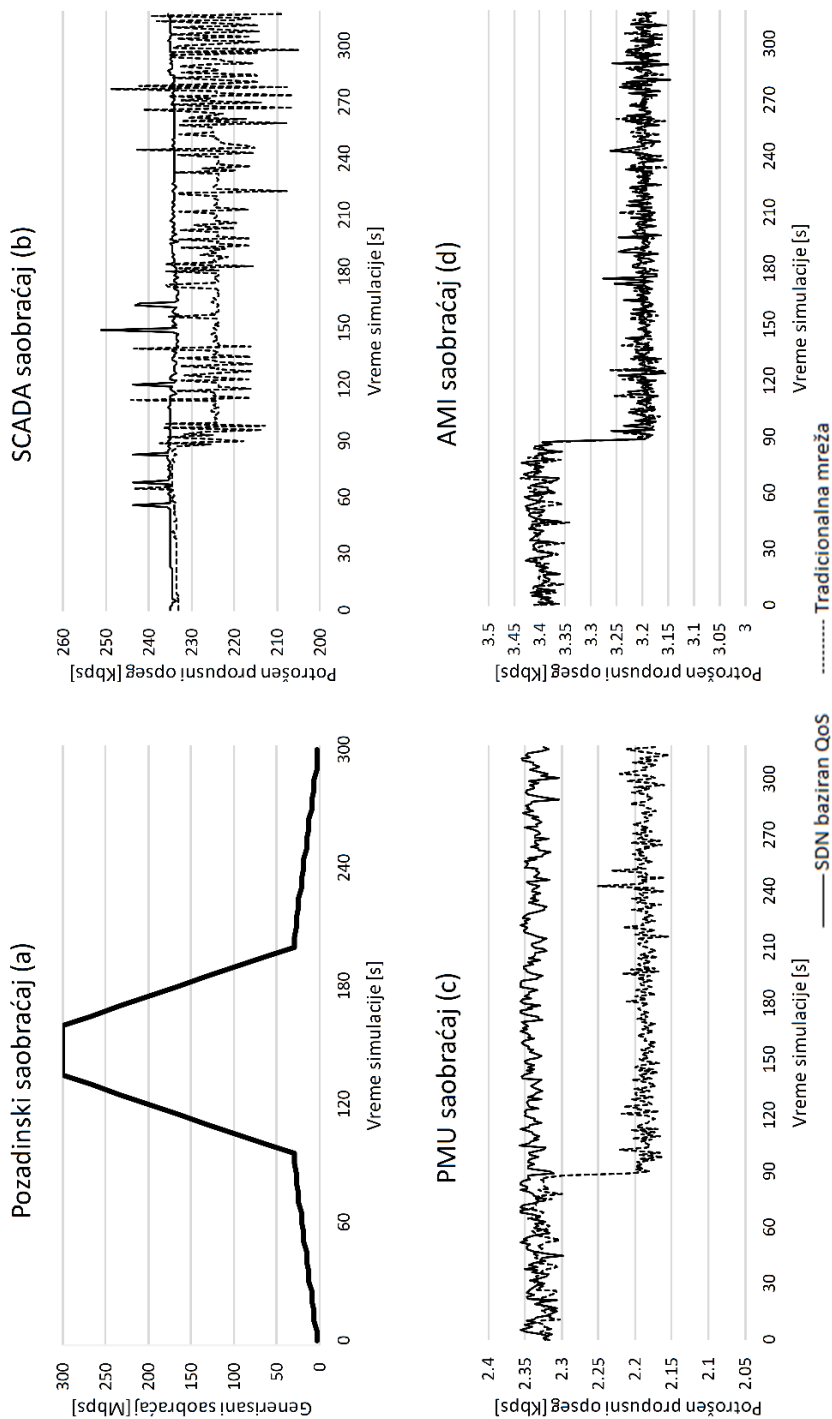 Pozadinski saobraćaj (a)
Generisani saobraćaj [Mbps]
300
250
200
150
100
50
0
0 60 120 180 240 300
Vreme simulacije [s]
SCADA saobraćaj (b)
Potrošen propusni opseg [Kbps]
260
250
240
230
220
210
200
0 30 60 90 120 150 180 210 240 270 300
Vreme simulacije [s]
PMU saobraćaj (c)
Potrošen propusni opseg [Kbps]
2.4
2.35
2.3
2.25
2.2
2.15
2.1
2.05
0 30 60 90 120 150 180 210 240 270 300
Vreme simulacije [s]
AMI saobraćaj (d)
Potrošen propusni opseg [Kbps]
3.5
3.45
3.4
3.35
3.3
3.25
3.2
3.15
3.1
3.05
3
0 30 60 90 120 150 180 210 240 270 300
Vreme simulacije [s]
SDN baziran QoS Tradicionalna mreža